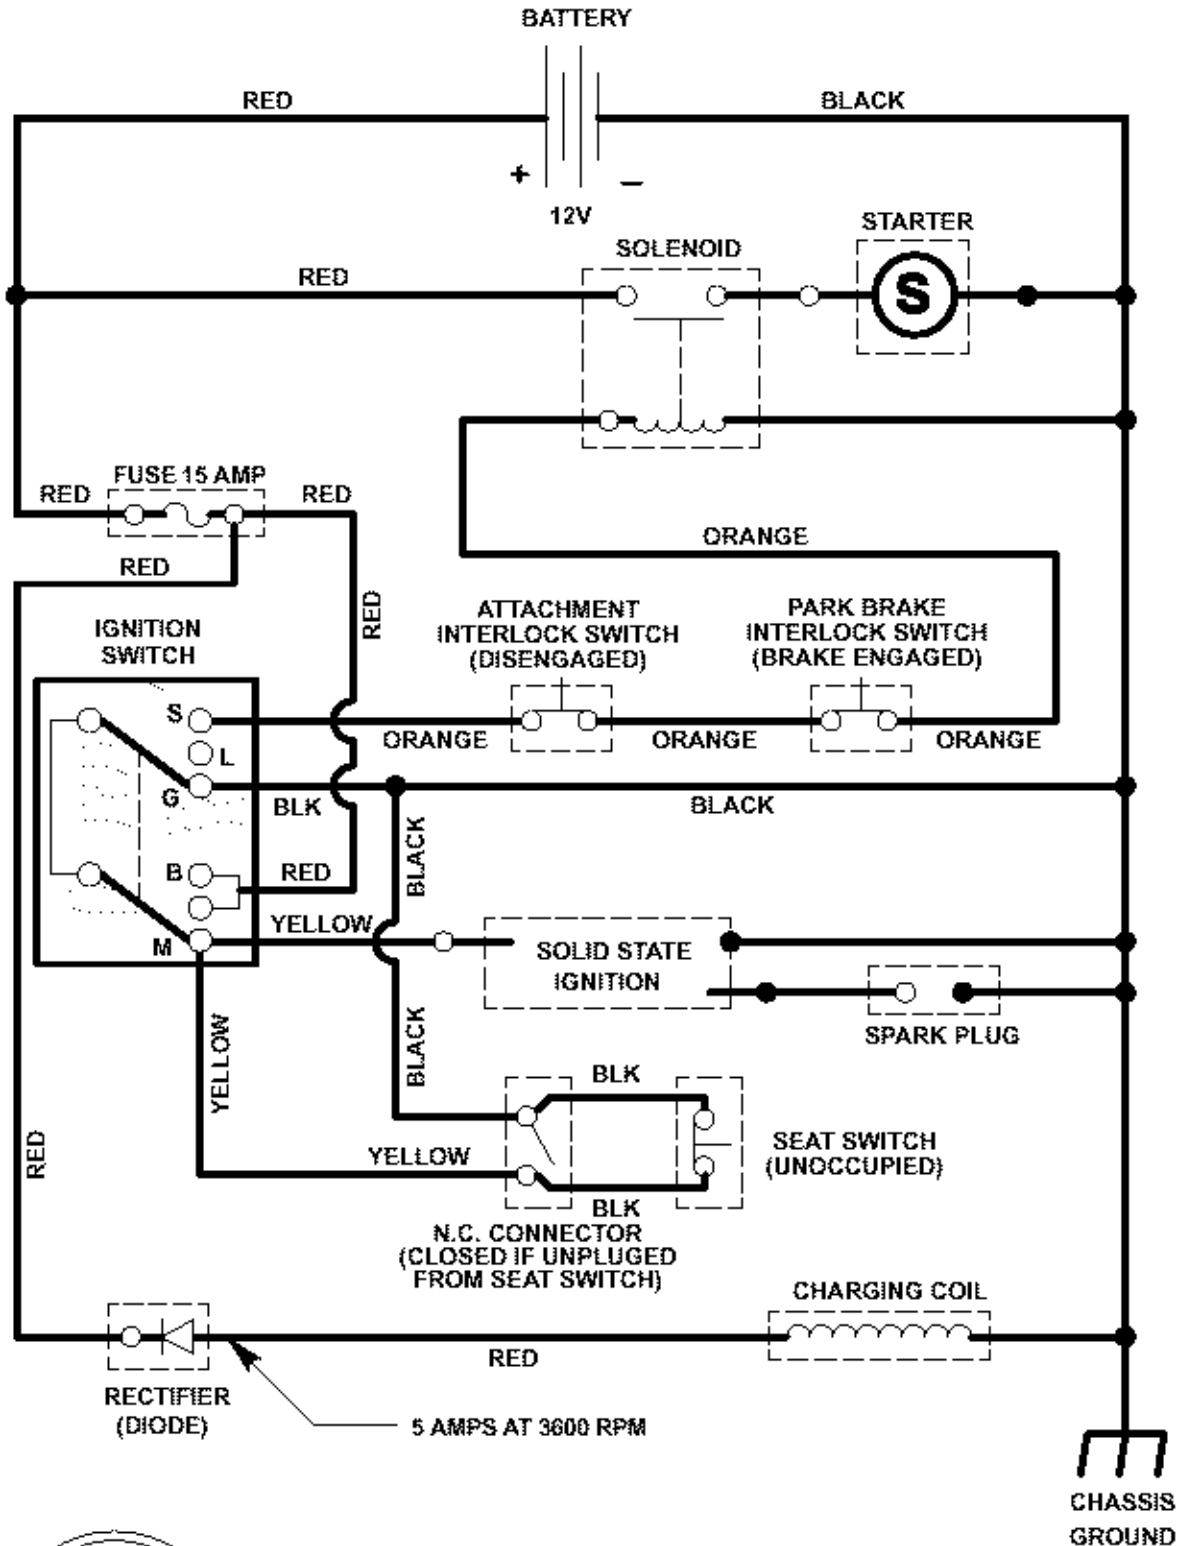 BATTERY
RED
BLACK
+
–
12V
STARTER
SOLENOID
RED
S
FUSE 15 AMP
RED
RED
RED
ORANGE
RED
IGNITION
SWITCH
ATTACHMENT
INTERLOCK SWITCH
(DISENGAGED)
PARK BRAKE
INTERLOCK SWITCH
(BRAKE ENGAGED)
S
L
G
B
M
ORANGE
ORANGE
ORANGE
BLK
BLACK
BLACK
RED
YELLOW
SOLID STATE
IGNITION
SPARK PLUG
YELLOW
BLACK
BLK
RED
YELLOW
SEAT SWITCH
(UNOCCUPIED)
BLK
N.C. CONNECTOR
(CLOSED IF UNPLUGED
FROM SEAT SWITCH)
CHARGING COIL
RED
RECTIFIER
(DIODE)
5 AMPS AT 3600 RPM
CHASSIS
GROUND